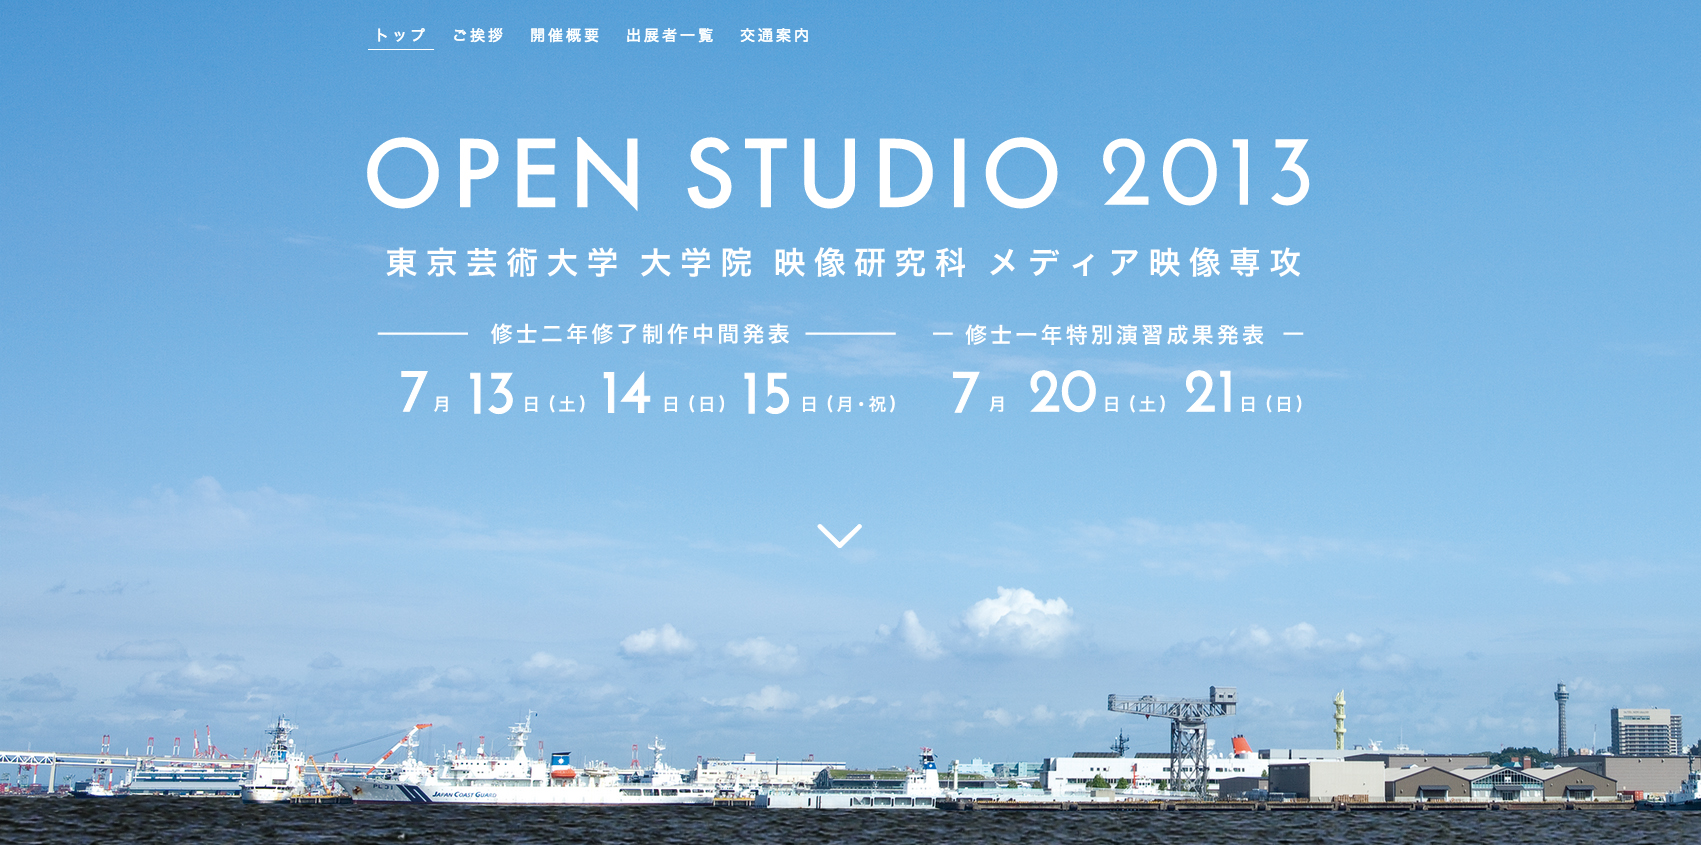 トップ ご挨拶 開催概要 出展者一覧 交通案内
OPEN STUDIO 2013
東京芸術大学 大学院 映像研究科 メディア映像専攻
修士二年修了制作中間発表
7月 13日(土) 14日(日) 15日(月・祝)
修士一年特別演習成果発表
7月 20日(土) 21日(日)
PL31
JAPAN COAST GUARD